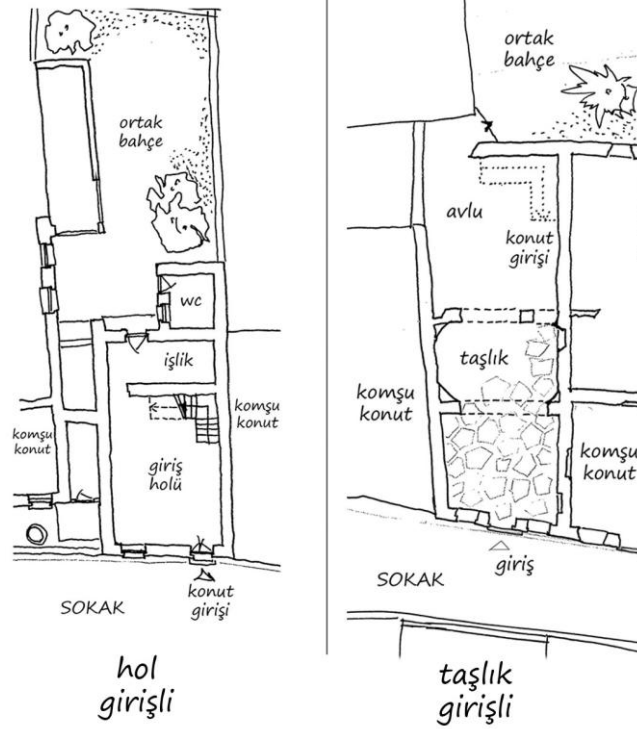 ortak
bahçe
wc
işlik
komşu
konut
komşu
konut
giriş
holü
konut
girişi
SOKAK
hol
girişli
ortak
bahçe
avlu
konut
girişi
taşlık
komşu
konut
komşu
konut
giriş
SOKAK
taşlık
girişli